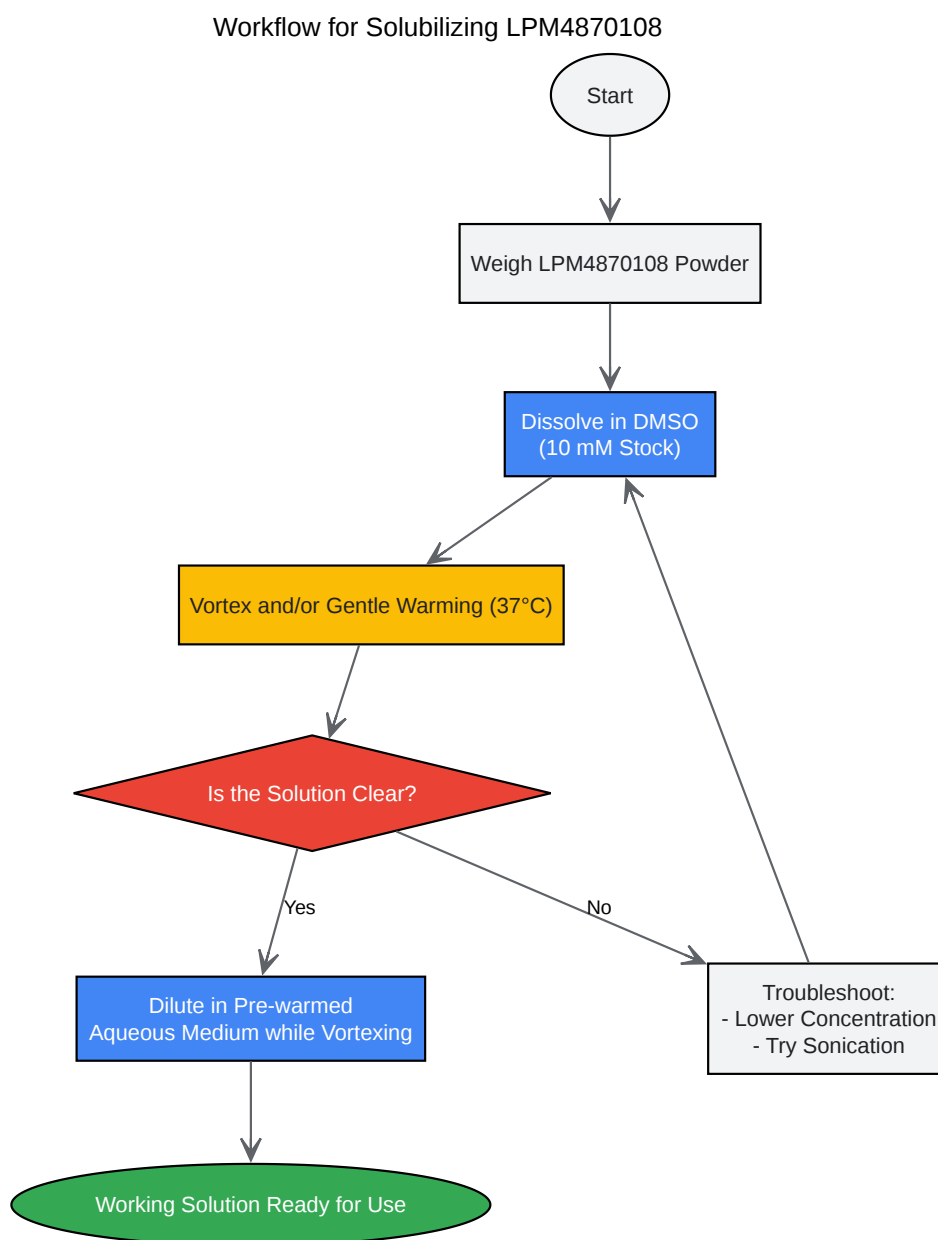 Workflow for Solubilizing LPM4870108
Start
Weigh LPM4870108 Powder
Dissolve in DMSO
(10 mM Stock)
Vortex and/or Gentle Warming (37°C)
Is the Solution Clear?
Yes
No
Dilute in Pre-warmed
Aqueous Medium while Vortexing
Troubleshoot:
- Lower Concentration
- Try Sonication
Working Solution Ready for Use